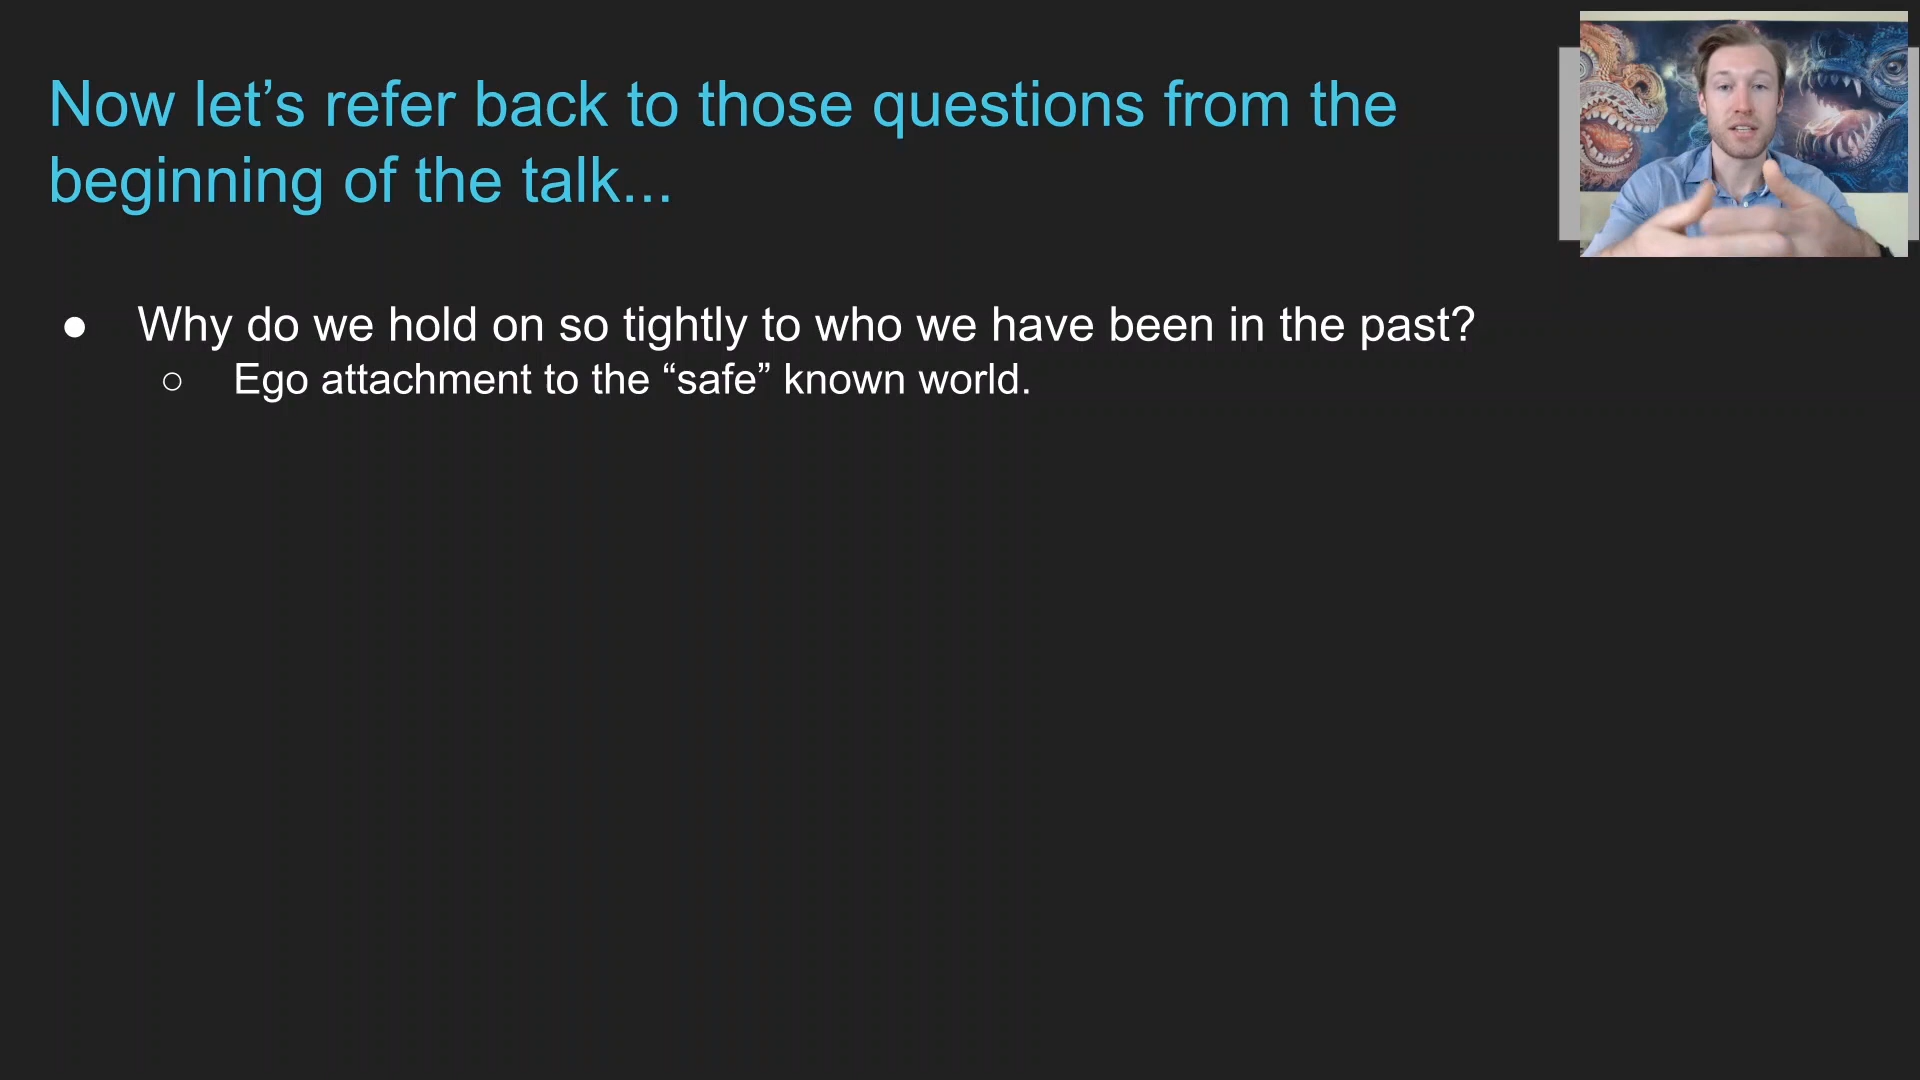 Now let’s refer back to those questions from the
beginning of the talk...
● Why do we hold on so tightly to who we have been in the past?
○ Ego attachment to the “safe” known world.